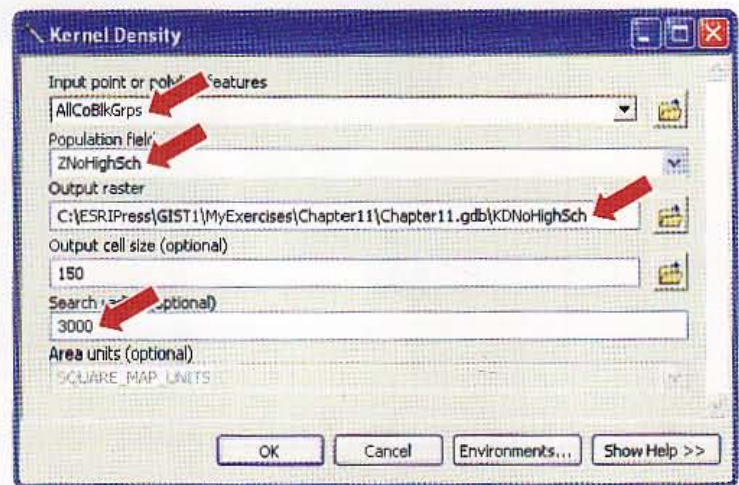 Kernel Density
Input point or polyline features
AllCoBlkGrps
Population field
ZNoHighSch
Output raster
C:\ESRIPress\GIST1\MyExercises\Chapter11\Chapter11.gdb\KDNoHighSch
Output cell size (optional)
150
Search radius (optional)
3000
Area units (optional)
SQUARE_MAP_UNITS
OK
Cancel
Environments...
Show Help >>